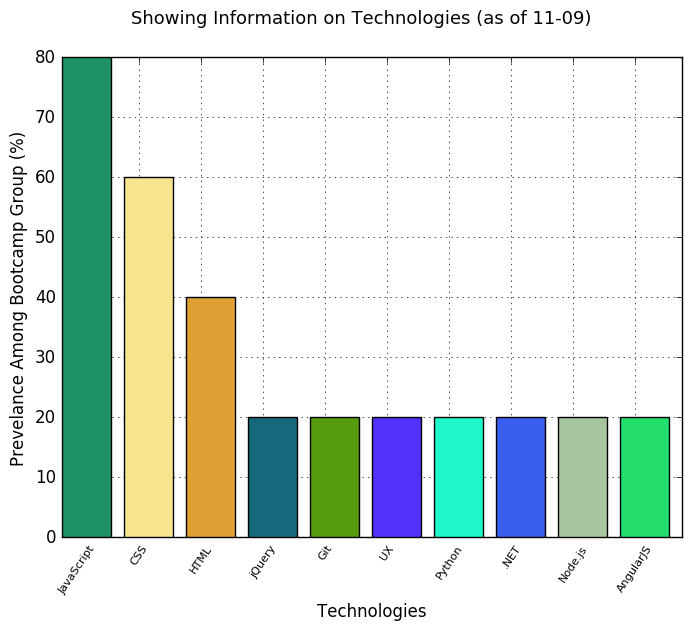 Showing Information on Technologies (as of 11-09)
80
70
60
50
40
30
20
10
0
Prevelance Among Bootcamp Group (%)
JavaScript
CSS
HTML
jQuery
Git
UX
Python
.NET
Node.js
AngularJS
Technologies